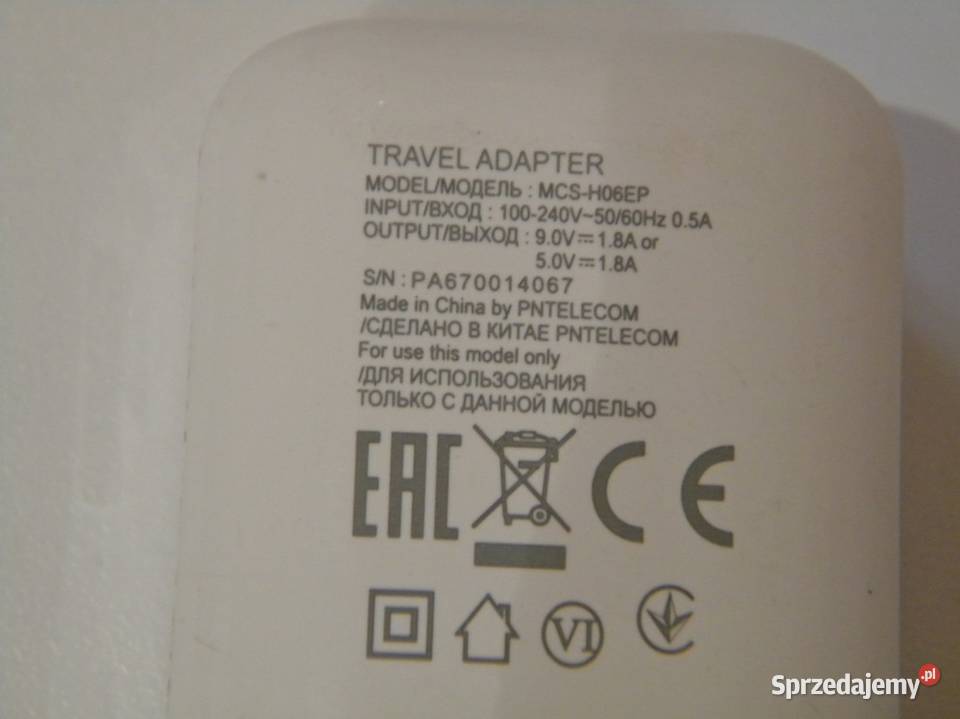 TRAVEL ADAPTER
MODEL/МОДЕЛЬ : MCS-H06EP
INPUT/ВХОД : 100-240V~50/60Hz 0.5A
OUTPUT/ВЫХОД : 9.0V⎓1.8A or
5.0V⎓1.8A
S/N : PA670014067
Made in China by PNTELECOM
/СДЕЛАНО В КИТАЕ PNTELECOM
For use this model only
/ДЛЯ ИСПОЛЬЗОВАНИЯ
ТОЛЬКО С ДАННОЙ МОДЕЛЬЮ
EAC CE
VI
Sprzedajemy.pl